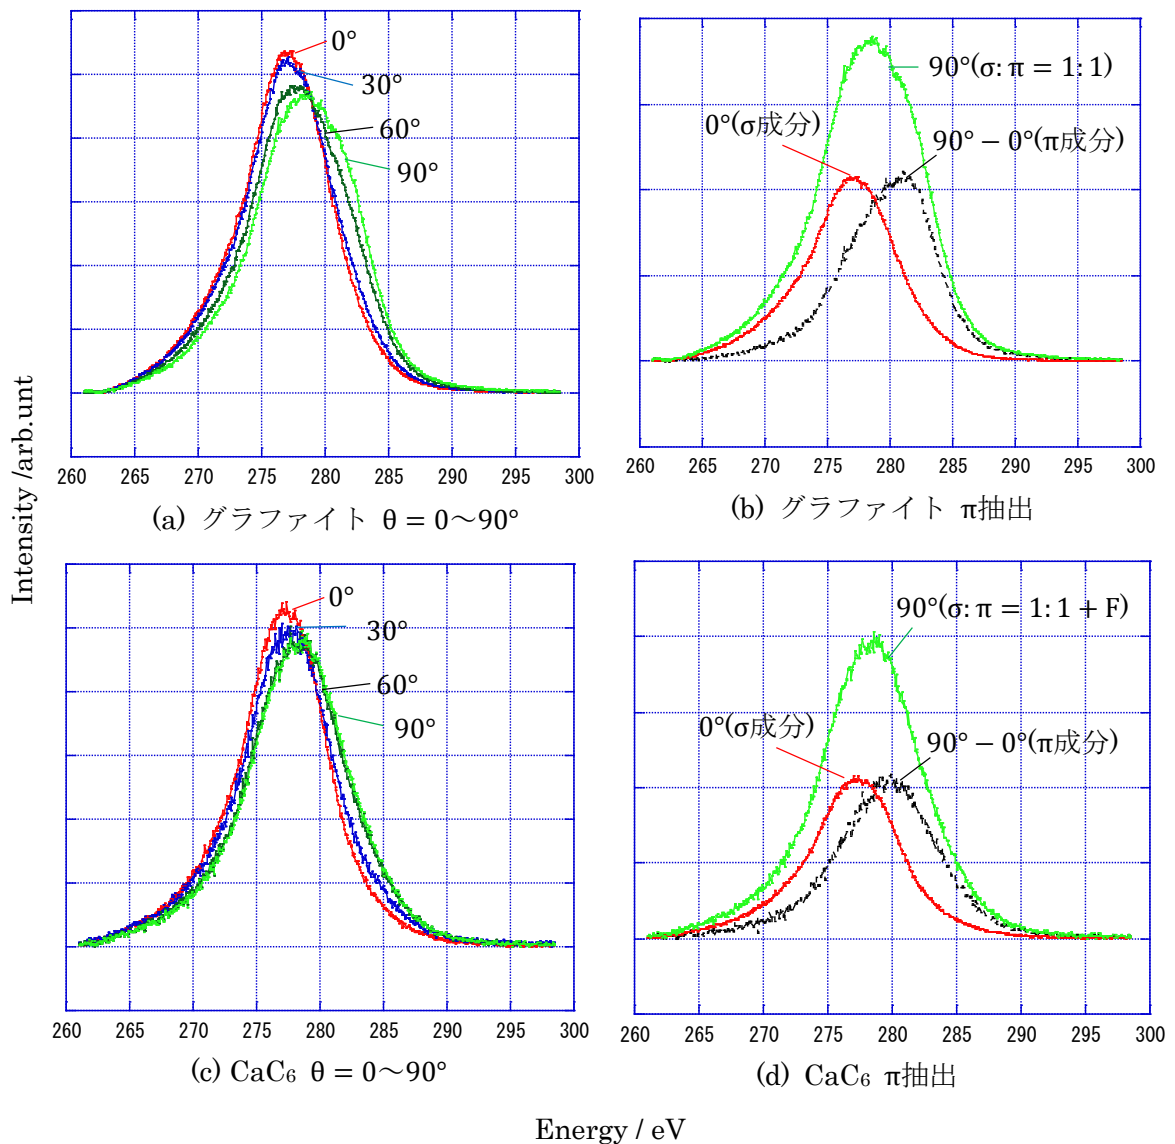 0°
30°
60°
90°
260 265 270 275 280 285 290 295 300
(a) グラファイト θ = 0～90°
90°(σ: π = 1: 1)
0°(σ成分)
90° − 0°(π成分)
260 265 270 275 280 285 290 295 300
(b) グラファイト π抽出
Intensity /arb.unt
0°
30°
60°
90°
260 265 270 275 280 285 290 295 300
(c) CaC₆ θ = 0～90°
90°(σ: π = 1: 1 + F)
0°(σ成分)
90° − 0°(π成分)
260 265 270 275 280 285 290 295 300
(d) CaC₆ π抽出
Energy / eV